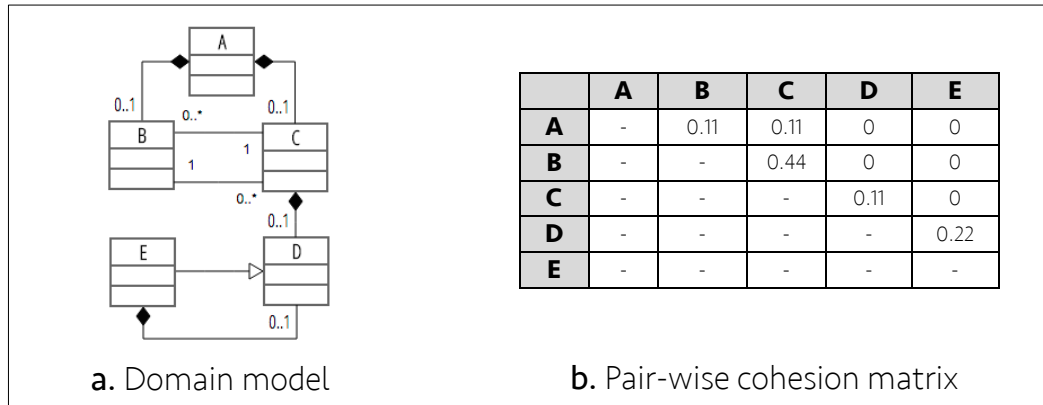 A
0..1
0..*
0..1
B
C
1
1
0..*
0..1
E
D
0..1
a. Domain model
A B C D E
A - 0.11 0.11 0 0
B - - 0.44 0 0
C - - - 0.11 0
D - - - - 0.22
E - - - - -
b. Pair-wise cohesion matrix